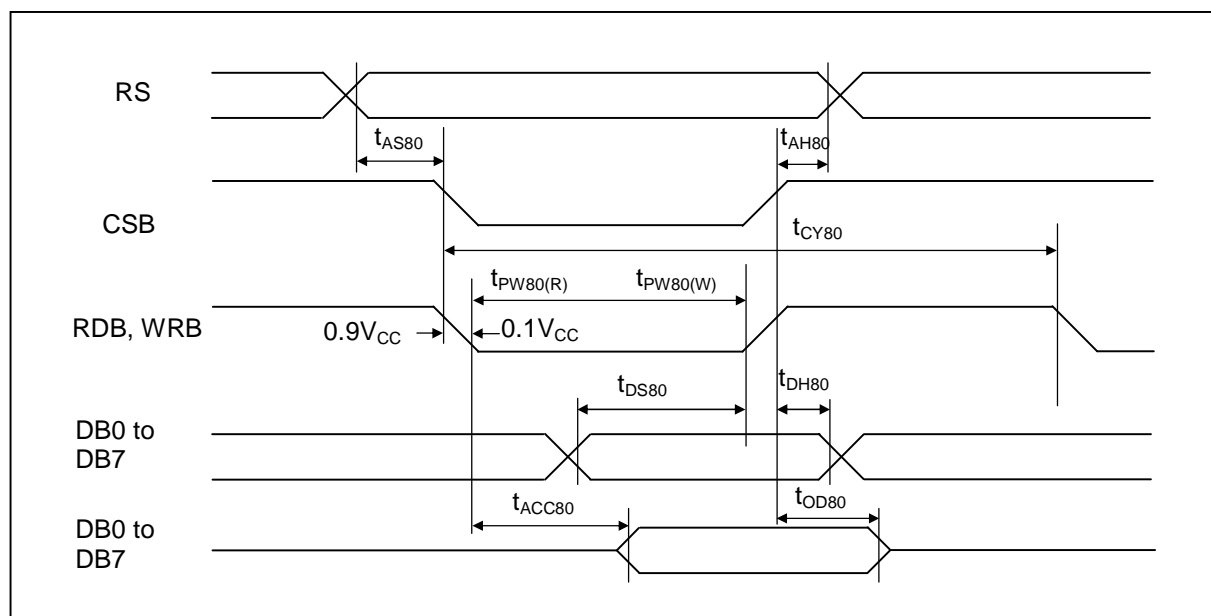 RS
tAS80
tAH80
CSB
tCY80
tPW80(R) tPW80(W)
RDB, WRB
0.9VCC 0.1VCC
tDS80
tDH80
DB0 to
DB7
tACC80
tOD80
DB0 to
DB7